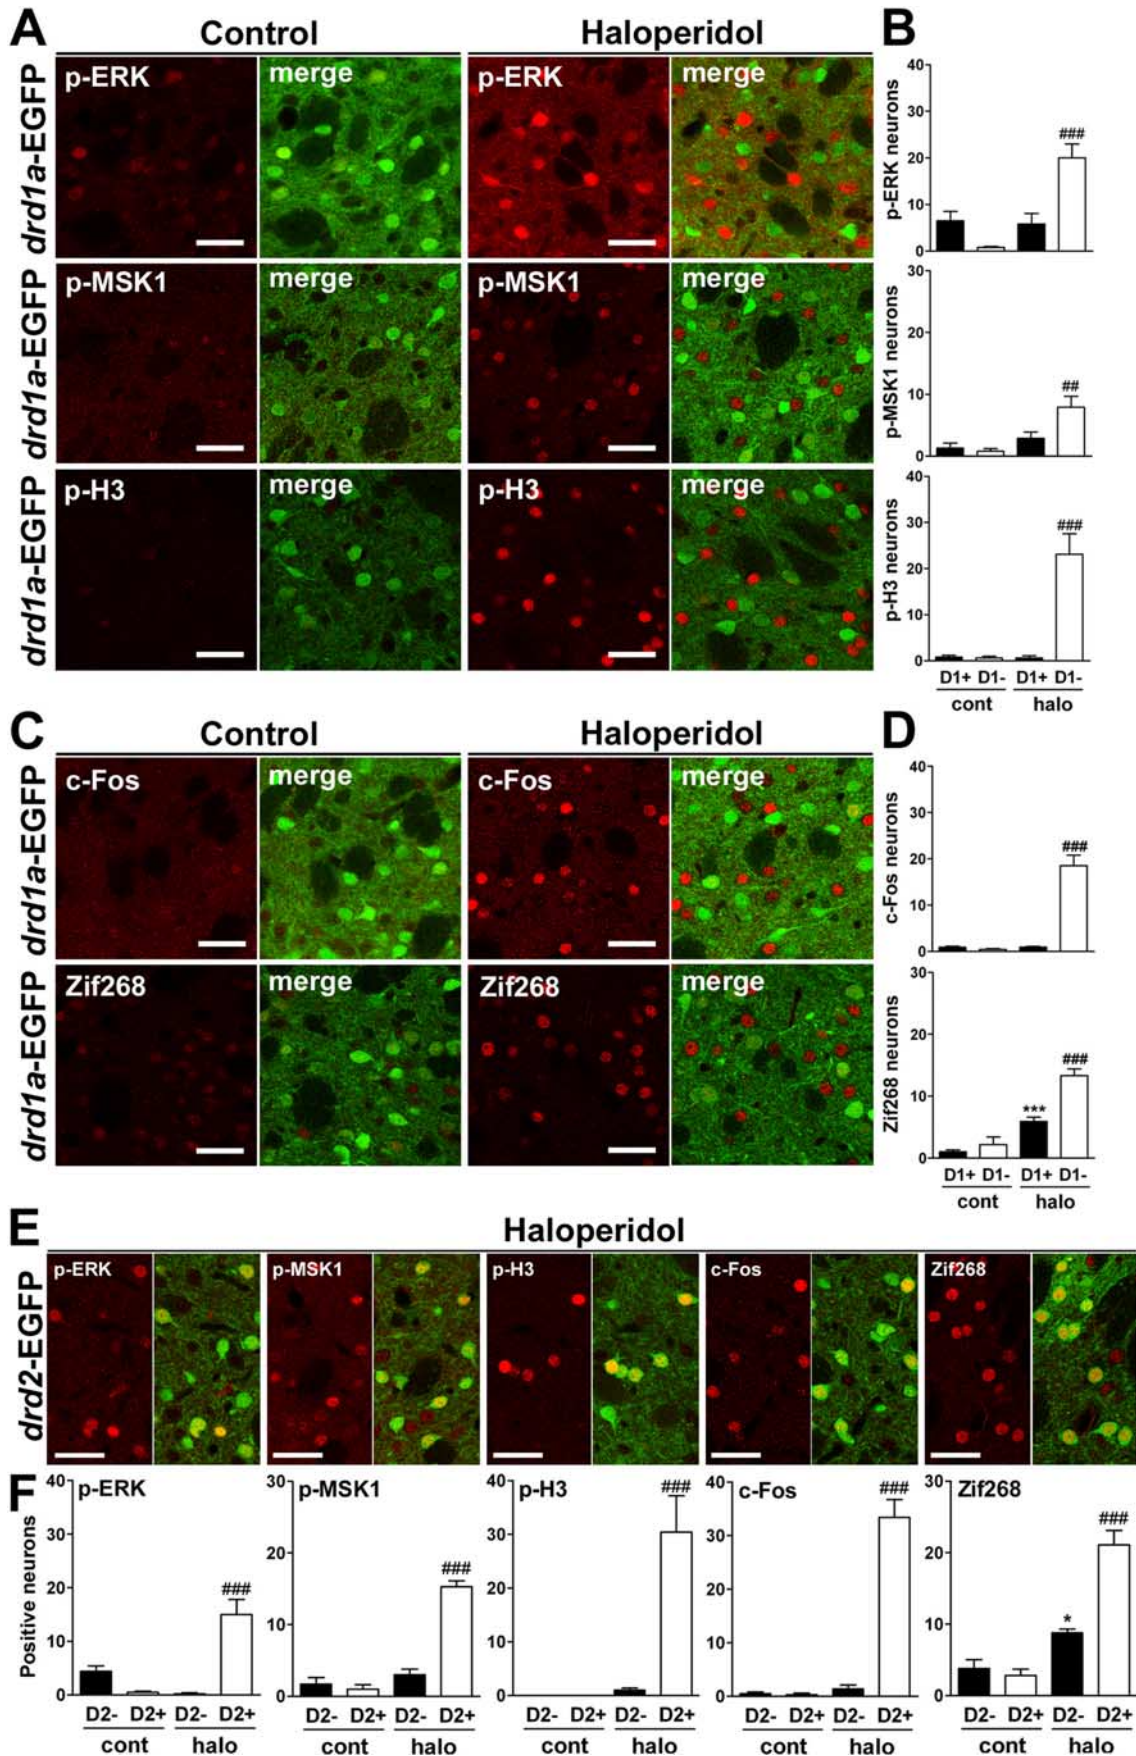 A
Control
Haloperidol
B
drd1a-EGFP
p-ERK
merge
p-ERK
merge
p-ERK neurons
40
30
20
10
0
###
drd1a-EGFP
p-MSK1
merge
p-MSK1
merge
p-MSK1 neurons
30
20
10
0
##
drd1a-EGFP
p-H3
merge
p-H3
merge
p-H3 neurons
40
30
20
10
0
###
D1+ D1- D1+ D1-
cont halo
C
Control
Haloperidol
D
drd1a-EGFP
c-Fos
merge
c-Fos
merge
c-Fos neurons
40
30
20
10
0
###
drd1a-EGFP
Zif268
merge
Zif268
merge
Zif268 neurons
30
20
10
0
***
###
D1+ D1- D1+ D1-
cont halo
E
Haloperidol
drd2-EGFP
p-ERK
p-MSK1
p-H3
c-Fos
Zif268
F
Positive neurons
p-ERK
40
30
20
10
0
###
D2- D2+ D2- D2+
cont halo
p-MSK1
30
20
10
0
###
D2- D2+ D2- D2+
cont halo
p-H3
40
30
20
10
0
###
D2- D2+ D2- D2+
cont halo
c-Fos
40
30
20
10
0
###
D2- D2+ D2- D2+
cont halo
Zif268
30
20
10
0
*
###
D2- D2+ D2- D2+
cont halo